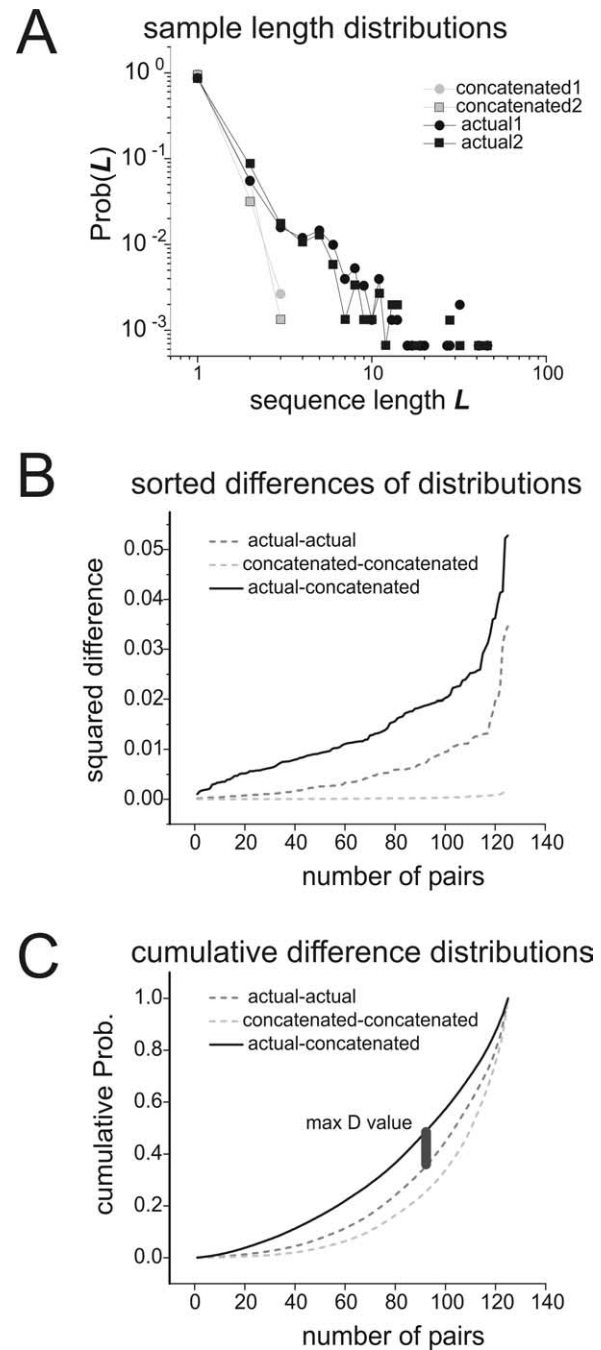 A
sample length distributions
10^0
10^-1
10^-2
10^-3
Prob(L)
concatenated1
concatenated2
actual1
actual2
1
10
100
sequence length L
B
sorted differences of distributions
0.05
0.04
0.03
0.02
0.01
0.00
squared difference
actual-actual
concatenated-concatenated
actual-concatenated
0 20 40 60 80 100 120 140
number of pairs
C
cumulative difference distributions
1.0
0.8
0.6
0.4
0.2
0.0
cumulative Prob.
actual-actual
concatenated-concatenated
actual-concatenated
max D value
0 20 40 60 80 100 120 140
number of pairs